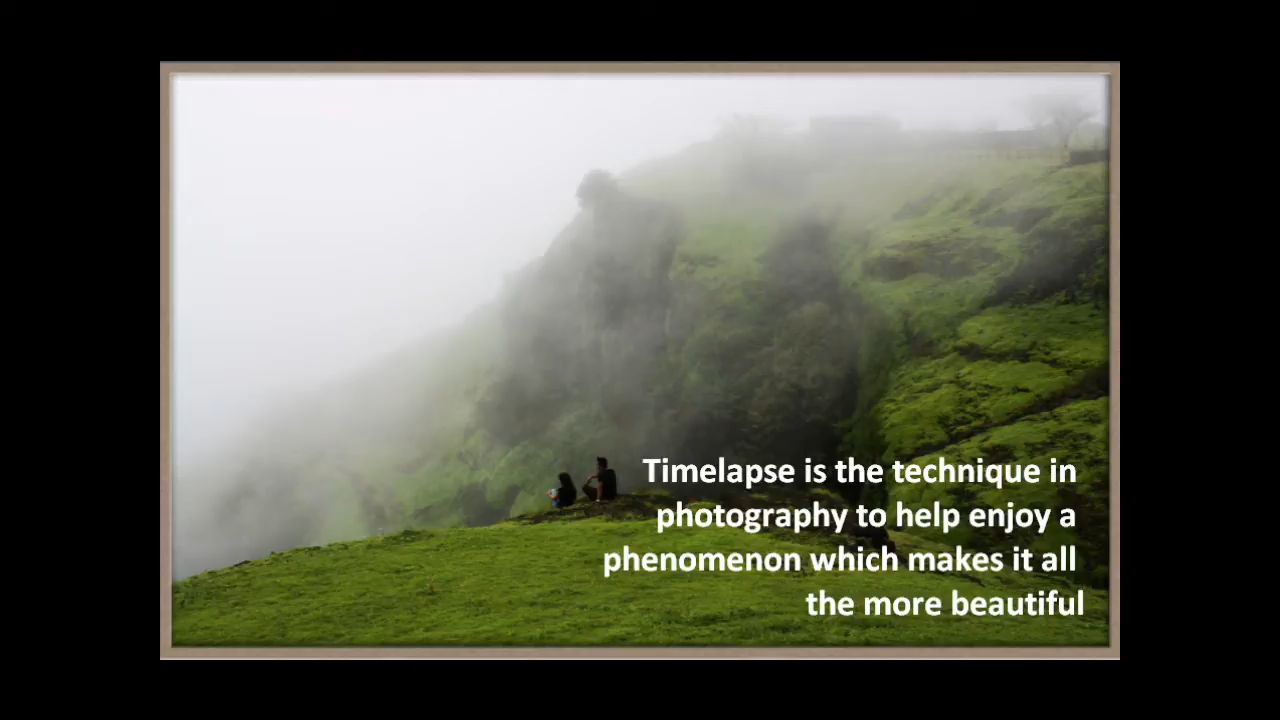 Timelapse is the technique in
photography to help enjoy a
phenomenon which makes it all
the more beautiful